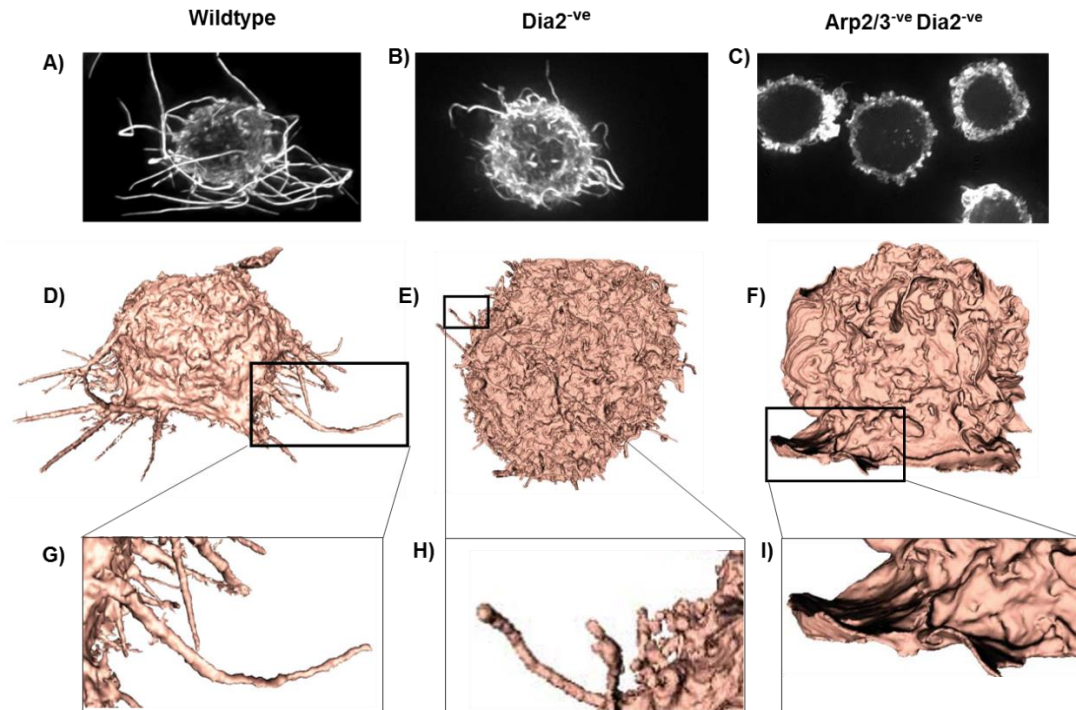 Wildtype
Dia2-ve
Arp2/3-ve Dia2-ve
A)
B)
C)
D)
E)
F)
G)
H)
I)